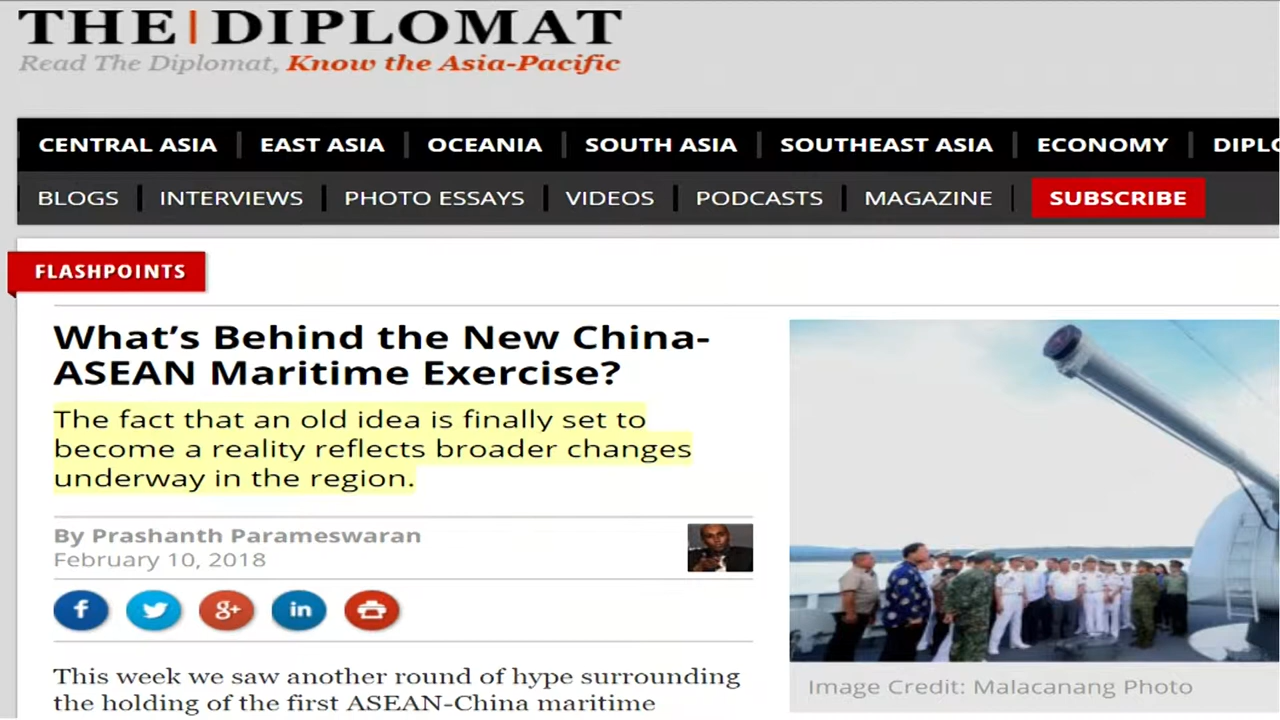 THE|DIPLOMAT
Read The Diplomat, Know the Asia-Pacific
CENTRAL ASIA | EAST ASIA | OCEANIA | SOUTH ASIA | SOUTHEAST ASIA | ECONOMY | DIPLO
BLOGS | INTERVIEWS | PHOTO ESSAYS | VIDEOS | PODCASTS | MAGAZINE | SUBSCRIBE
FLASHPOINTS
What's Behind the New China-
ASEAN Maritime Exercise?
The fact that an old idea is finally set to
become a reality reflects broader changes
underway in the region.
By Prashanth Parameswaran
February 10, 2018
f g+ in
This week we saw another round of hype surrounding
the holding of the first ASEAN-China maritime
Image Credit: Malacanang Photo